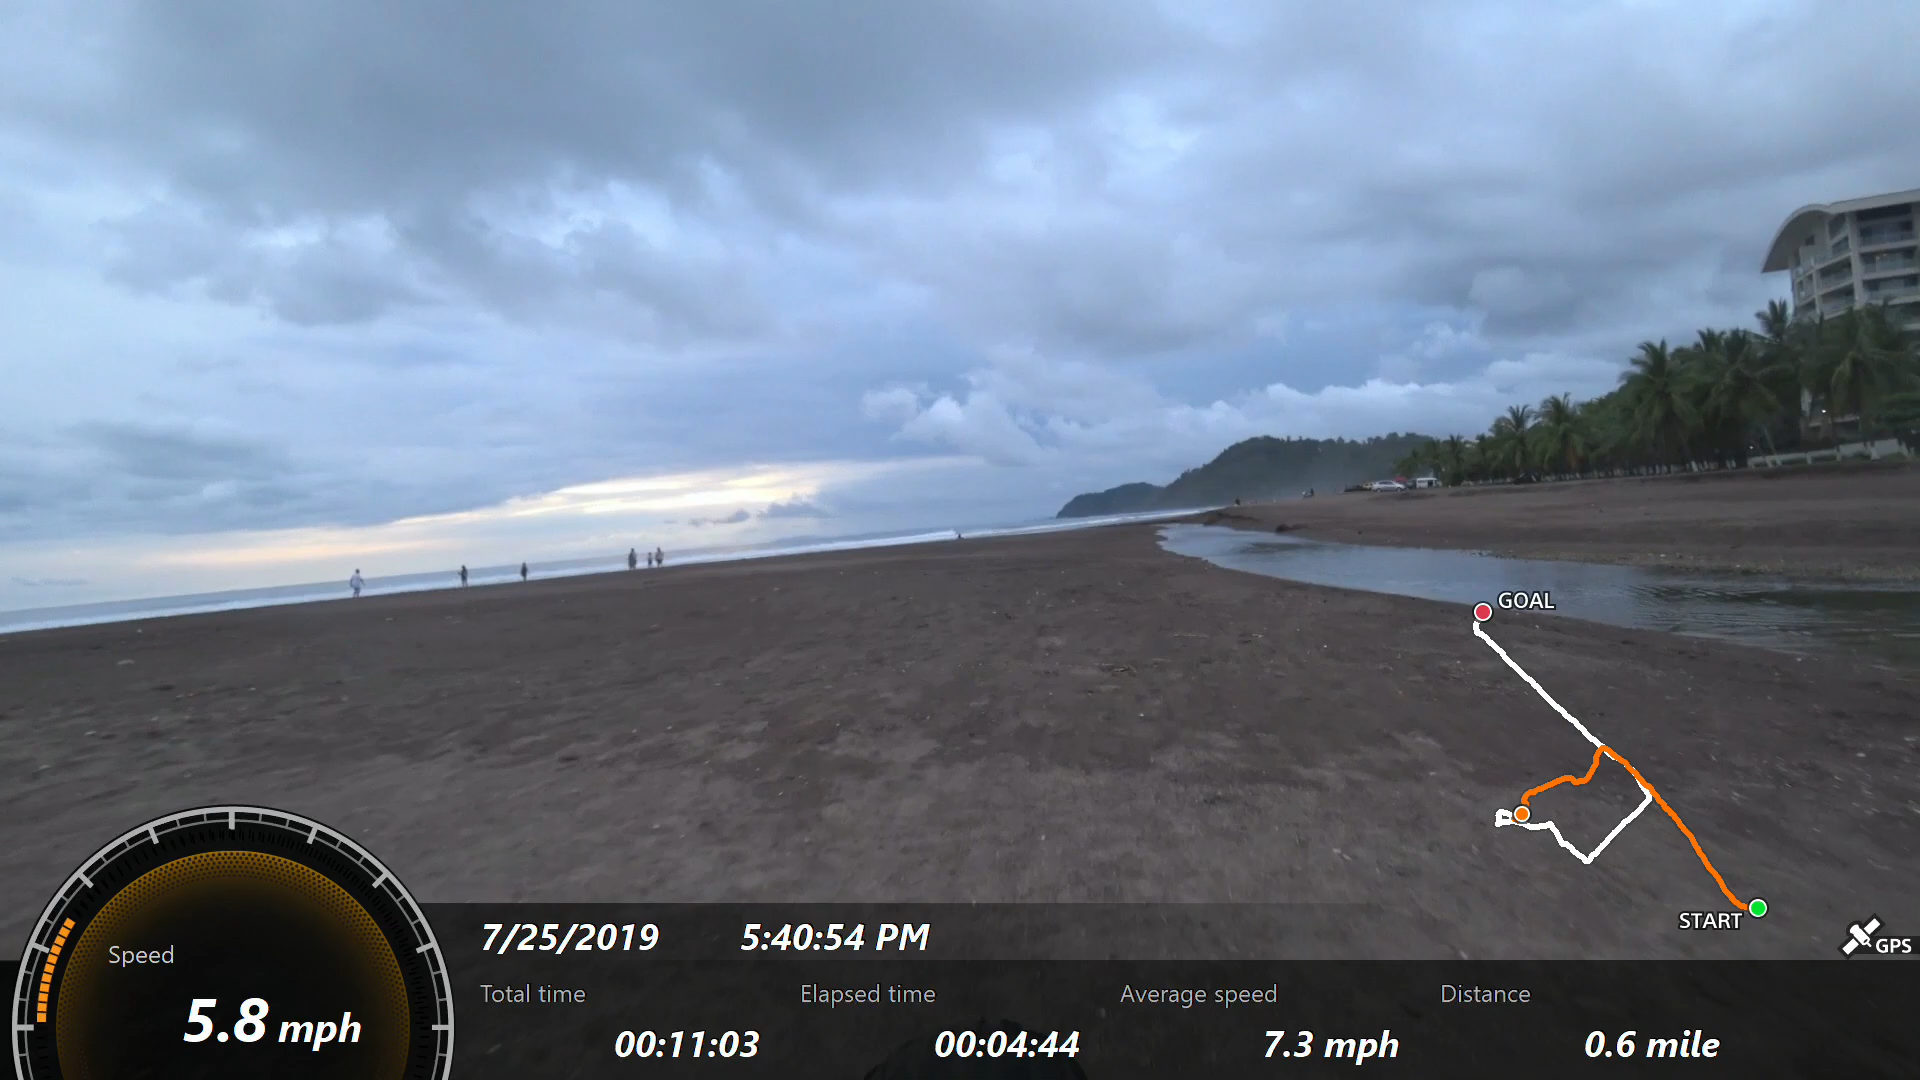 GOAL
START
GPS
7/25/2019 5:40:54 PM
Speed
5.8 mph
Total time Elapsed time Average speed Distance
00:11:03 00:04:44 7.3 mph 0.6 mile